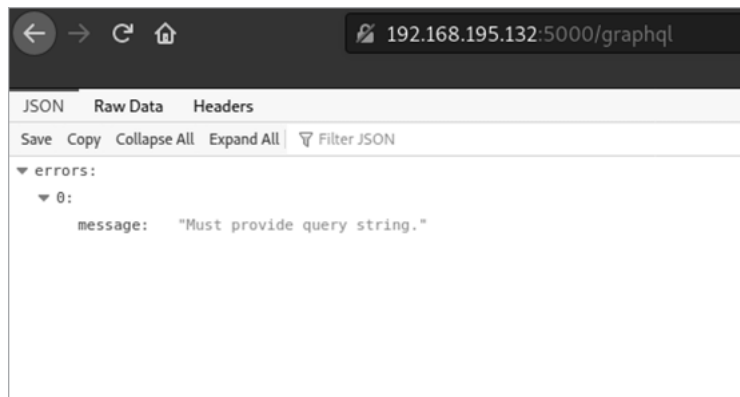 192.168.195.132:5000/graphql
JSON Raw Data Headers
Save Copy Collapse All Expand All Filter JSON
errors:
0:
message: "Must provide query string."